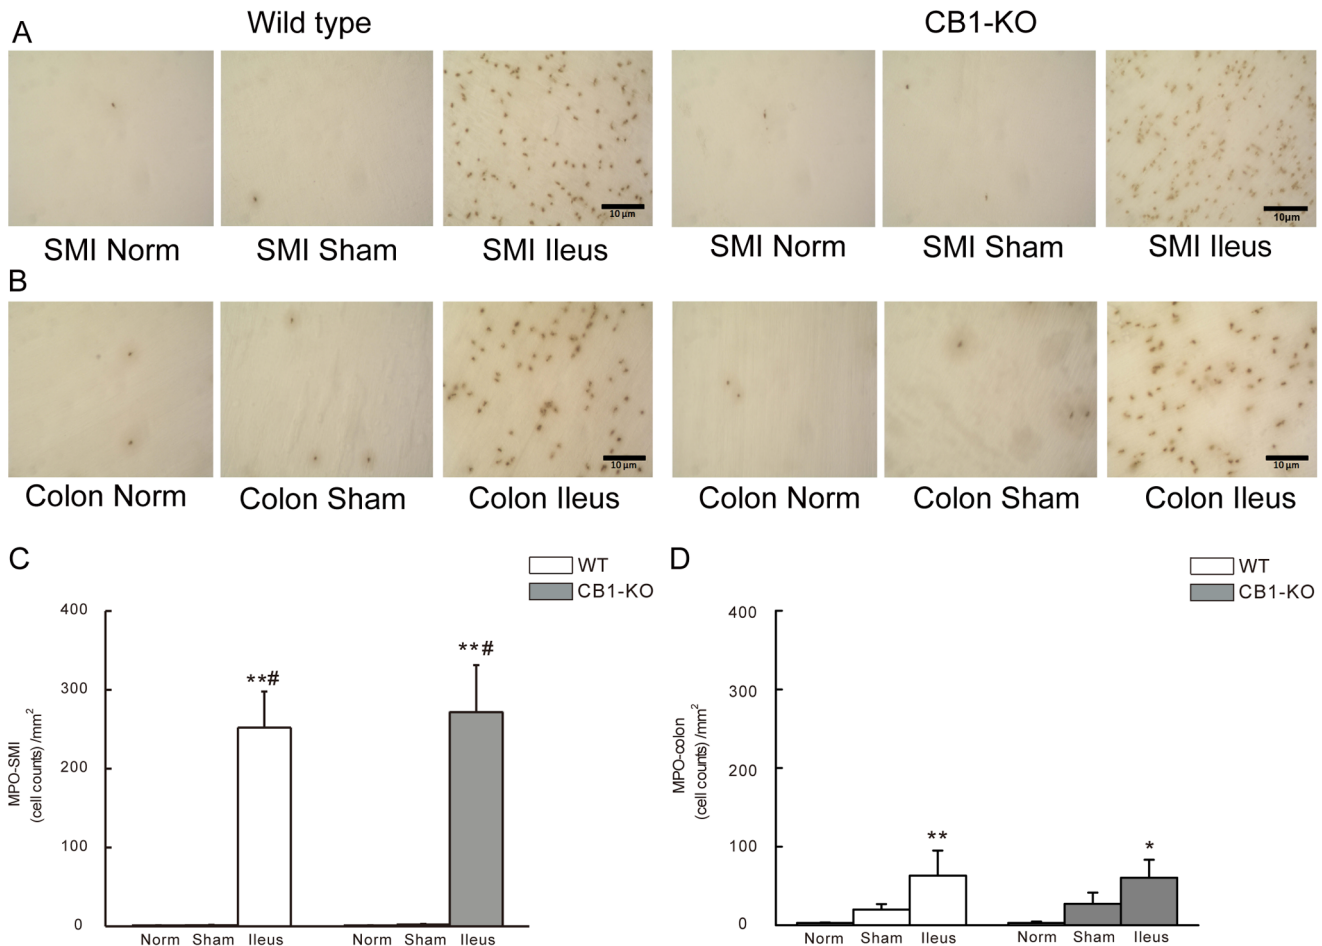 A
Wild type
CB1-KO
10 µm
10µm
SMI Norm
SMI Sham
SMI Ileus
SMI Norm
SMI Sham
SMI Ileus
B
10 µm
10 µm
Colon Norm
Colon Sham
Colon Ileus
Colon Norm
Colon Sham
Colon Ileus
C
WT
CB1-KO
MPO-SMI
(cell counts) /mm²
400
300
200
100
0
**#
**#
Norm Sham Ileus
Norm Sham Ileus
D
WT
CB1-KO
MPO-colon
(cell counts) /mm²
400
300
200
100
0
**
*
Norm Sham Ileus
Norm Sham Ileus